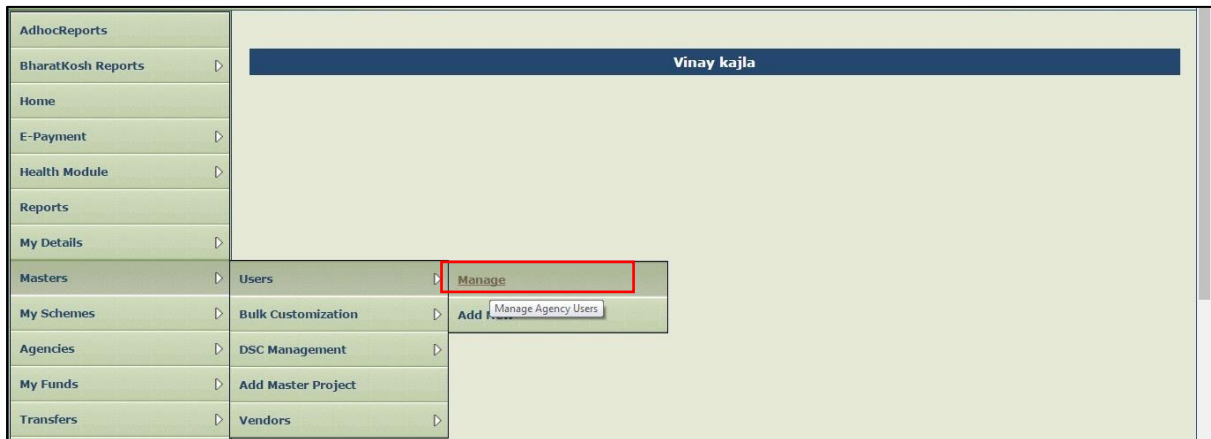 AdhocReports
Vinay kajla
BharatKosh Reports
Home
E-Payment
Health Module
Reports
My Details
Masters
Users
Manage
Manage Agency Users
My Schemes
Bulk Customization
Add
Agencies
DSC Management
My Funds
Add Master Project
Transfers
Vendors